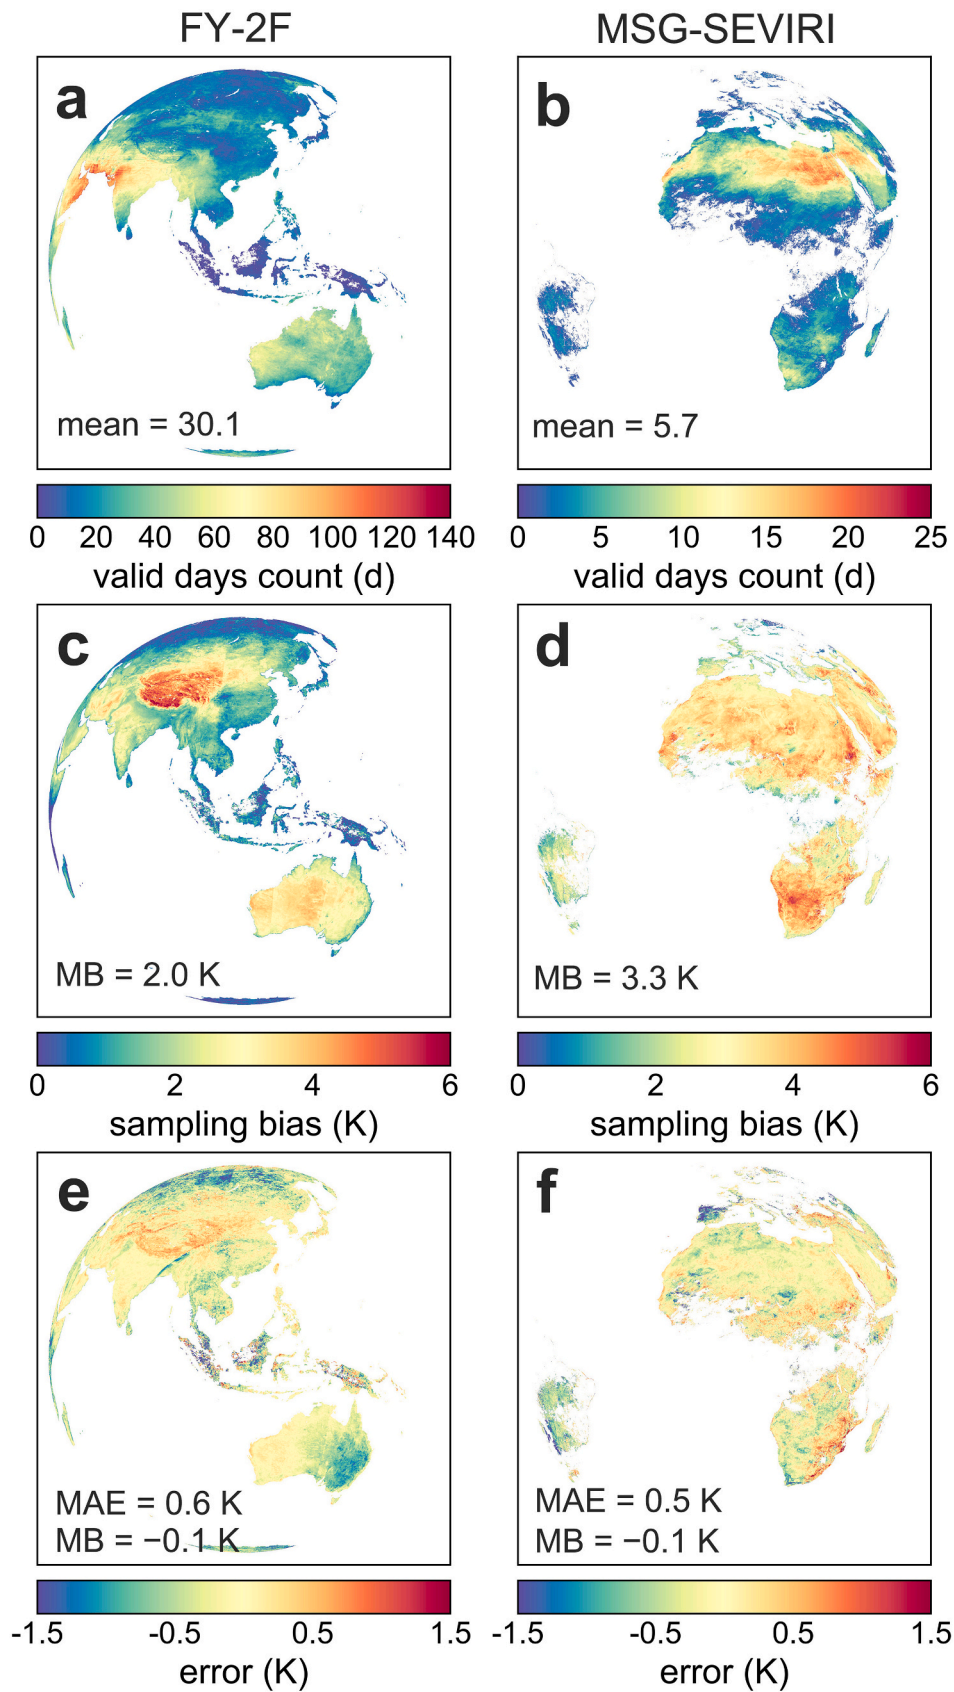 FY-2F
MSG-SEVIRI
a
b
mean = 30.1
mean = 5.7
0 20 40 60 80 100 120 140
0 5 10 15 20 25
valid days count (d)
valid days count (d)
c
d
MB = 2.0 K
MB = 3.3 K
0 2 4 6
0 2 4 6
sampling bias (K)
sampling bias (K)
e
f
MAE = 0.6 K
MB = −0.1 K
MAE = 0.5 K
MB = −0.1 K
-1.5 -0.5 0.5 1.5
-1.5 -0.5 0.5 1.5
error (K)
error (K)